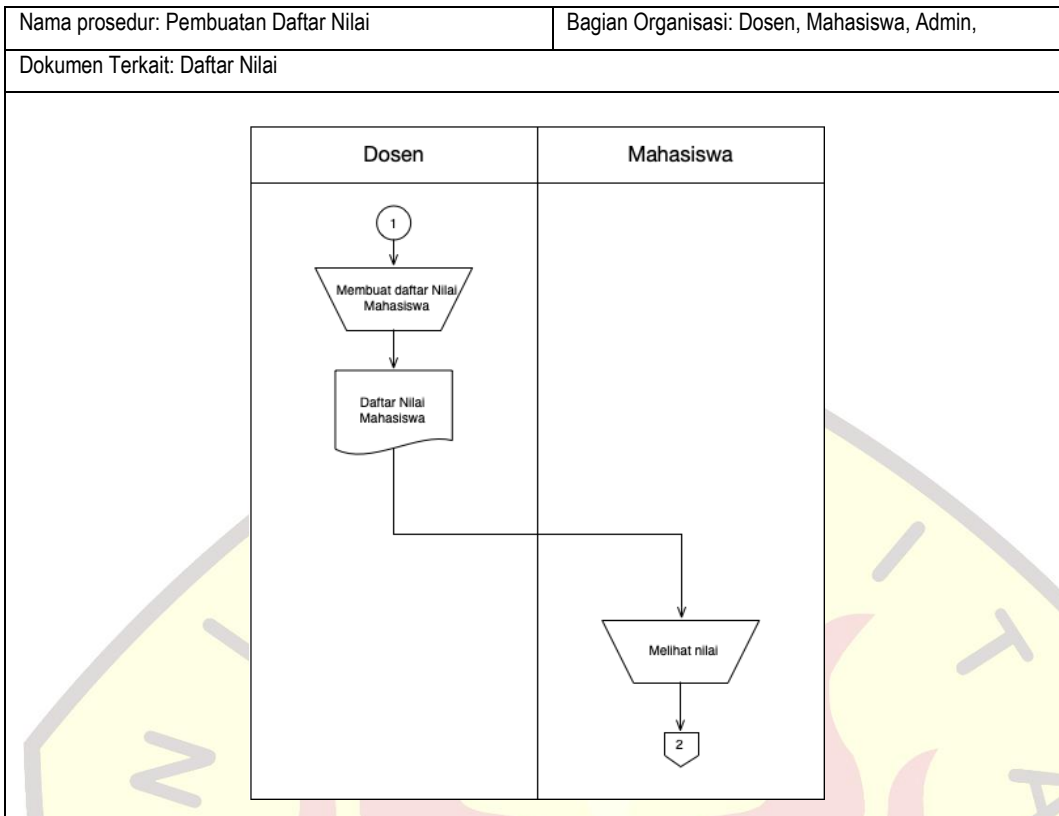 Nama prosedur: Pembuatan Daftar Nilai
Bagian Organisasi: Dosen, Mahasiswa, Admin,
Dokumen Terkait: Daftar Nilai
Dosen
Mahasiswa
1
Membuat daftar Nilai
Mahasiswa
Daftar Nilai
Mahasiswa
Melihat nilai
2
N I I T A